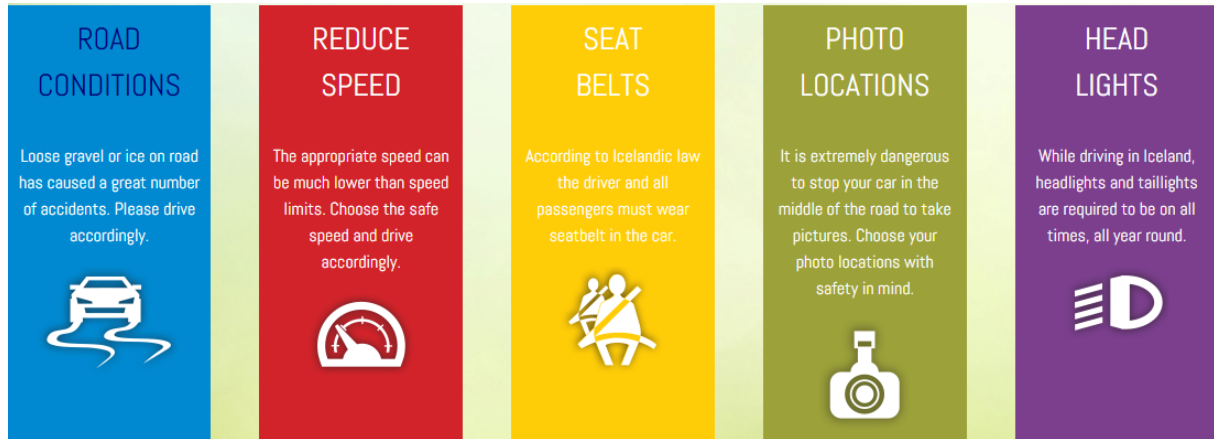 ROAD
CONDITIONS
Loose gravel or ice on road
has caused a great number
of accidents. Please drive
accordingly.
REDUCE
SPEED
The appropriate speed can
be much lower than speed
limits. Choose the safe
speed and drive
accordingly.
SEAT
BELTS
According to Icelandic law
the driver and all
passengers must wear
seatbelt in the car.
PHOTO
LOCATIONS
It is extremely dangerous
to stop your car in the
middle of the road to take
pictures. Choose your
photo locations with
safety in mind.
HEAD
LIGHTS
While driving in Iceland,
headlights and taillights
are required to be on all
times, all year round.